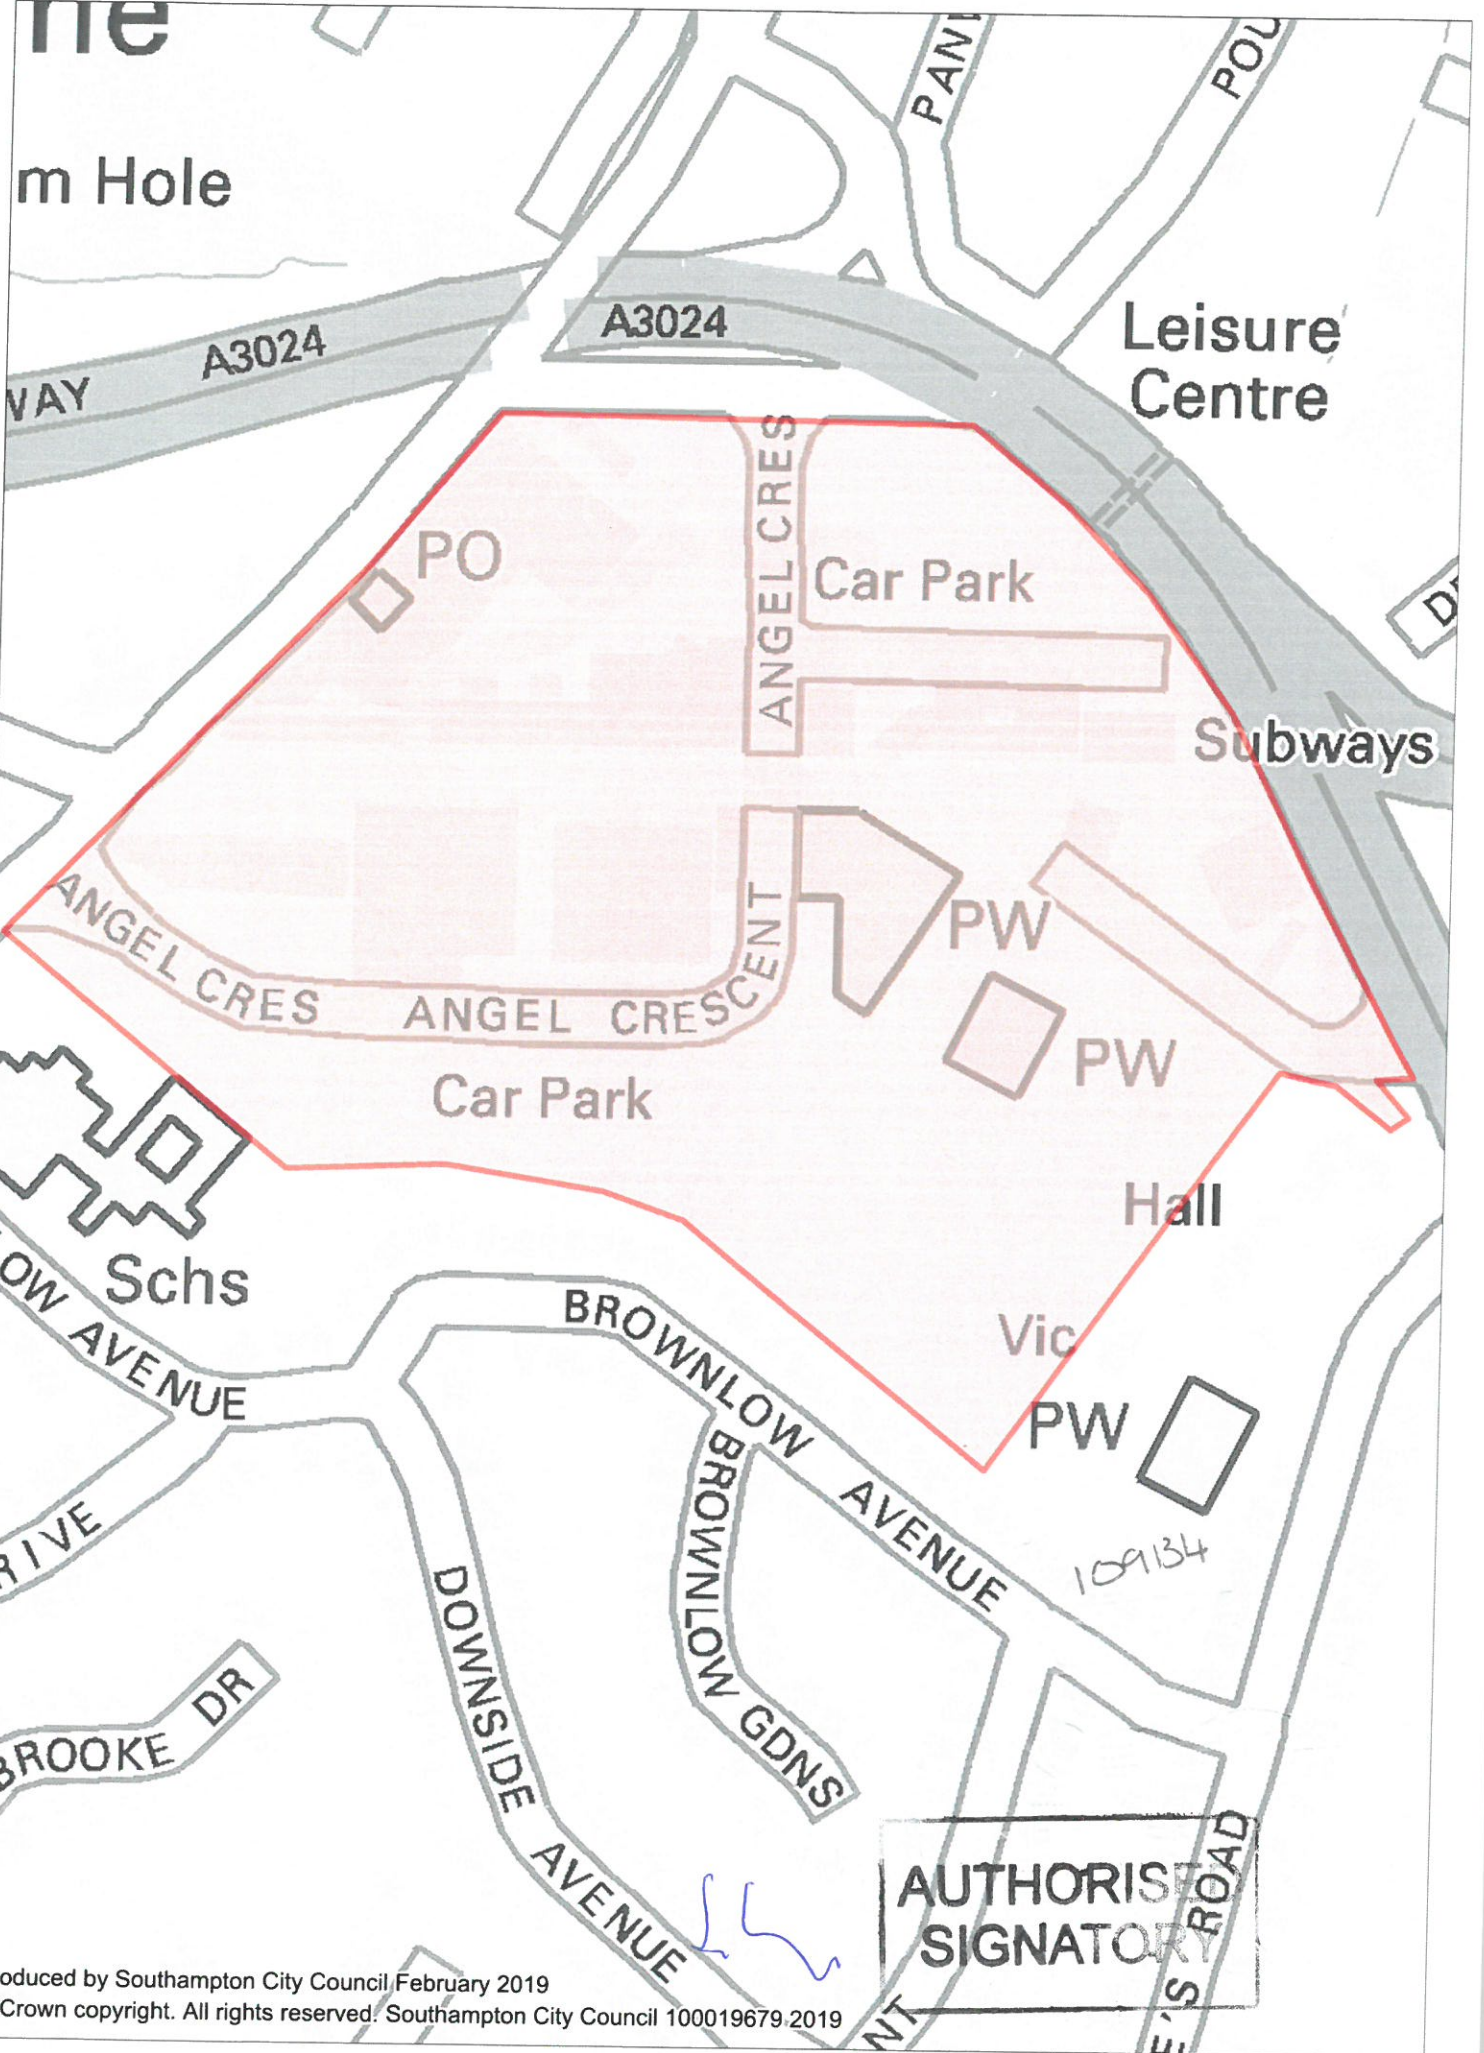 ne
PAN
POU
m Hole
A3024
A3024
WAY
Leisure
Centre
ANGEL CRES
PO
Car Park
D
Subways
ANGEL CRES
ANGEL CRESCENT
PW
PW
Car Park
Hall
Schs
Vic
PW
OW AVENUE
BROWNLOW AVENUE
BROWNLOW GDNS
109134
RIVE
DOWNSIDE AVENUE
BROOKE DR
AUTHORISED
SIGNATORY
E'S ROAD
NT
oduced by Southampton City Council February 2019
Crown copyright. All rights reserved. Southampton City Council 100019679 2019